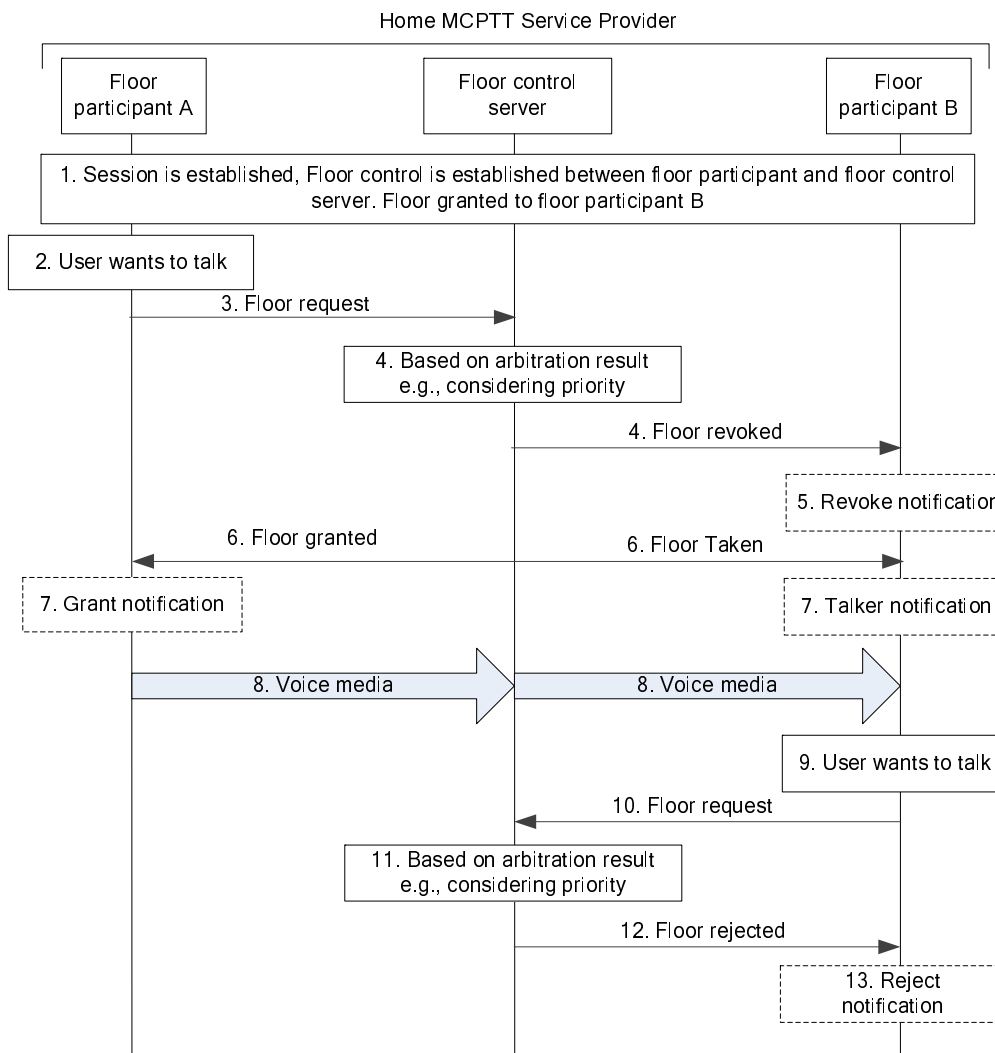 Home MCPTT Service Provider
Floor
participant A
Floor control
server
Floor
participant B
1. Session is established, Floor control is established between floor participant and floor control
server. Floor granted to floor participant B
2. User wants to talk
3. Floor request
4. Based on arbitration result
e.g., considering priority
4. Floor revoked
5. Revoke notification
6. Floor granted
6. Floor Taken
7. Grant notification
7. Talker notification
8. Voice media
8. Voice media
9. User wants to talk
10. Floor request
11. Based on arbitration result
e.g., considering priority
12. Floor rejected
13. Reject
notification